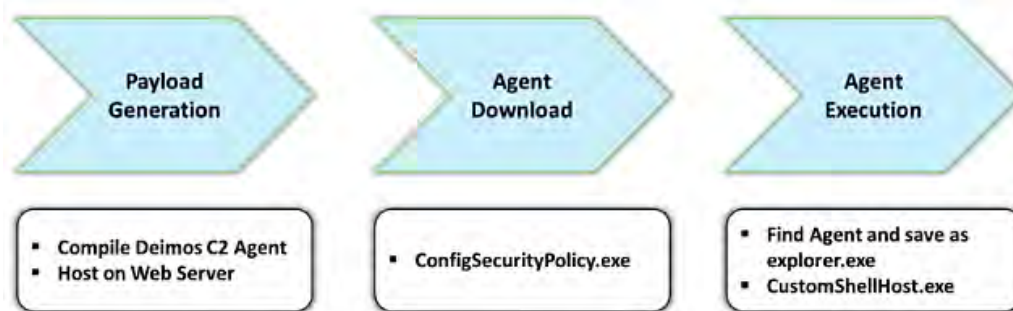 Payload
Generation
Agent
Download
Agent
Execution
▪ Compile Deimos C2 Agent
▪ Host on Web Server
▪ ConfigSecurityPolicy.exe
▪ Find Agent and save as
explorer.exe
▪ CustomShellHost.exe